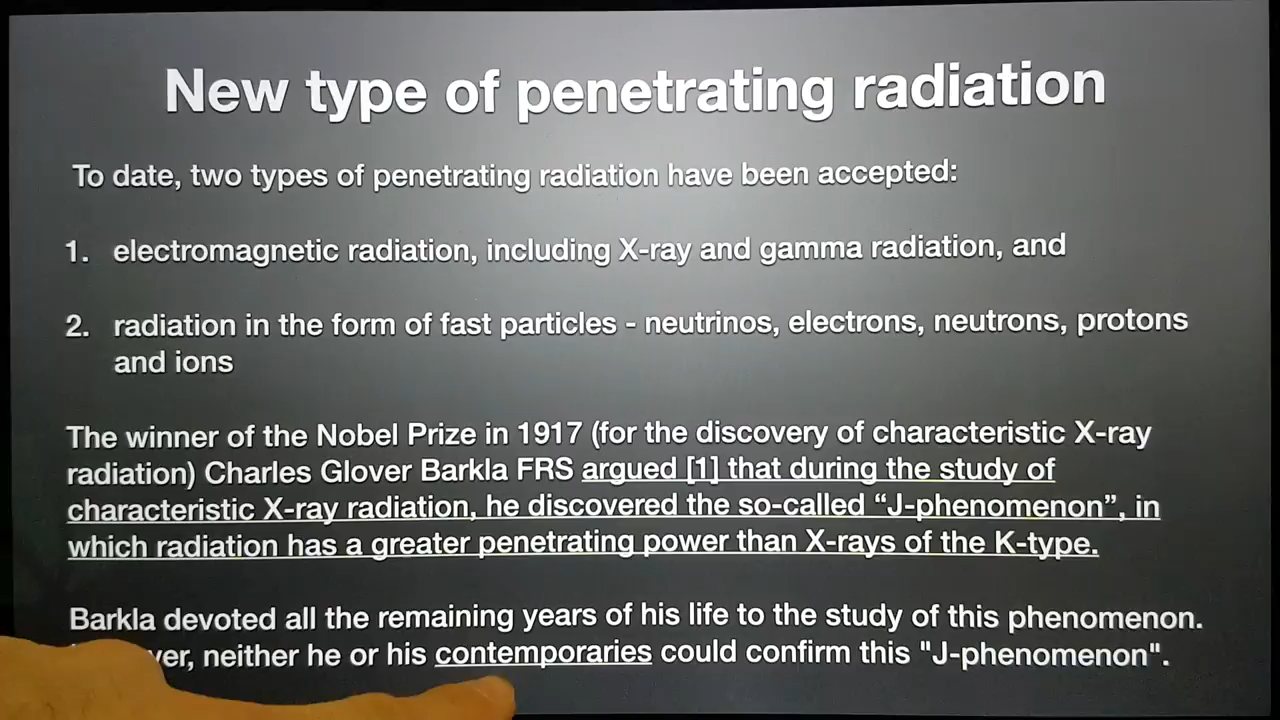 New type of penetrating radiation
To date, two types of penetrating radiation have been accepted:
1. electromagnetic radiation, including X-ray and gamma radiation, and
2. radiation in the form of fast particles - neutrinos, electrons, neutrons, protons
and ions
The winner of the Nobel Prize in 1917 (for the discovery of characteristic X-ray
radiation) Charles Glover Barkla FRS argued [1] that during the study of
characteristic X-ray radiation, he discovered the so-called “J-phenomenon”, in
which radiation has a greater penetrating power than X-rays of the K-type.
Barkla devoted all the remaining years of his life to the study of this phenomenon.
neither he or his contemporaries could confirm this "J-phenomenon".